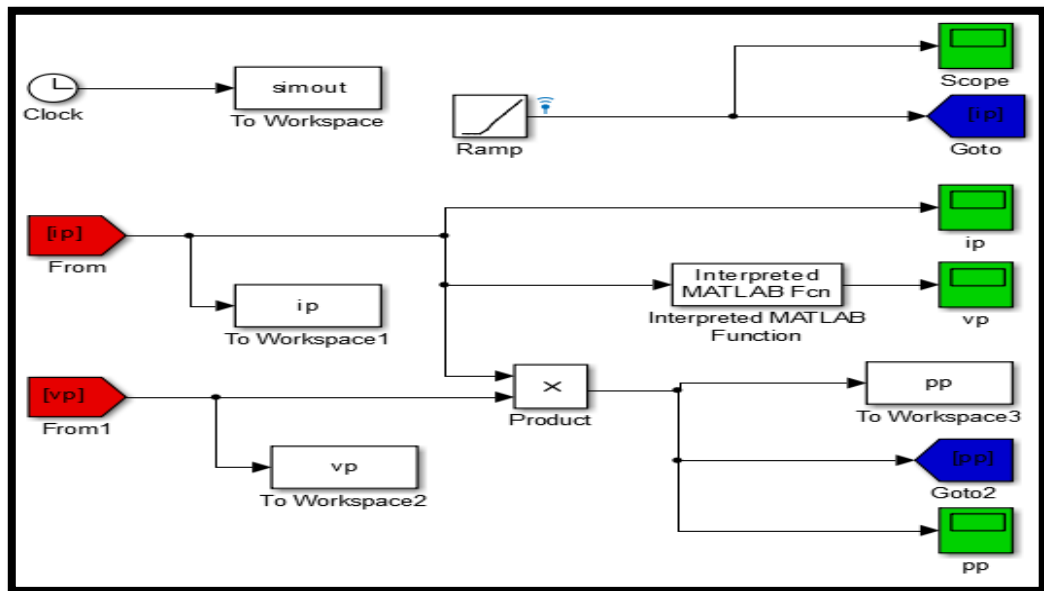 simout
Clock
To Workspace
Ramp
Scope
[ip]
Goto
[ip]
From
ip
Interpreted
MATLAB Fcn
Interpreted MATLAB
Function
vp
ip
To Workspace1
[vp]
From1
×
Product
pp
To Workspace3
vp
To Workspace2
[pp]
Goto2
pp